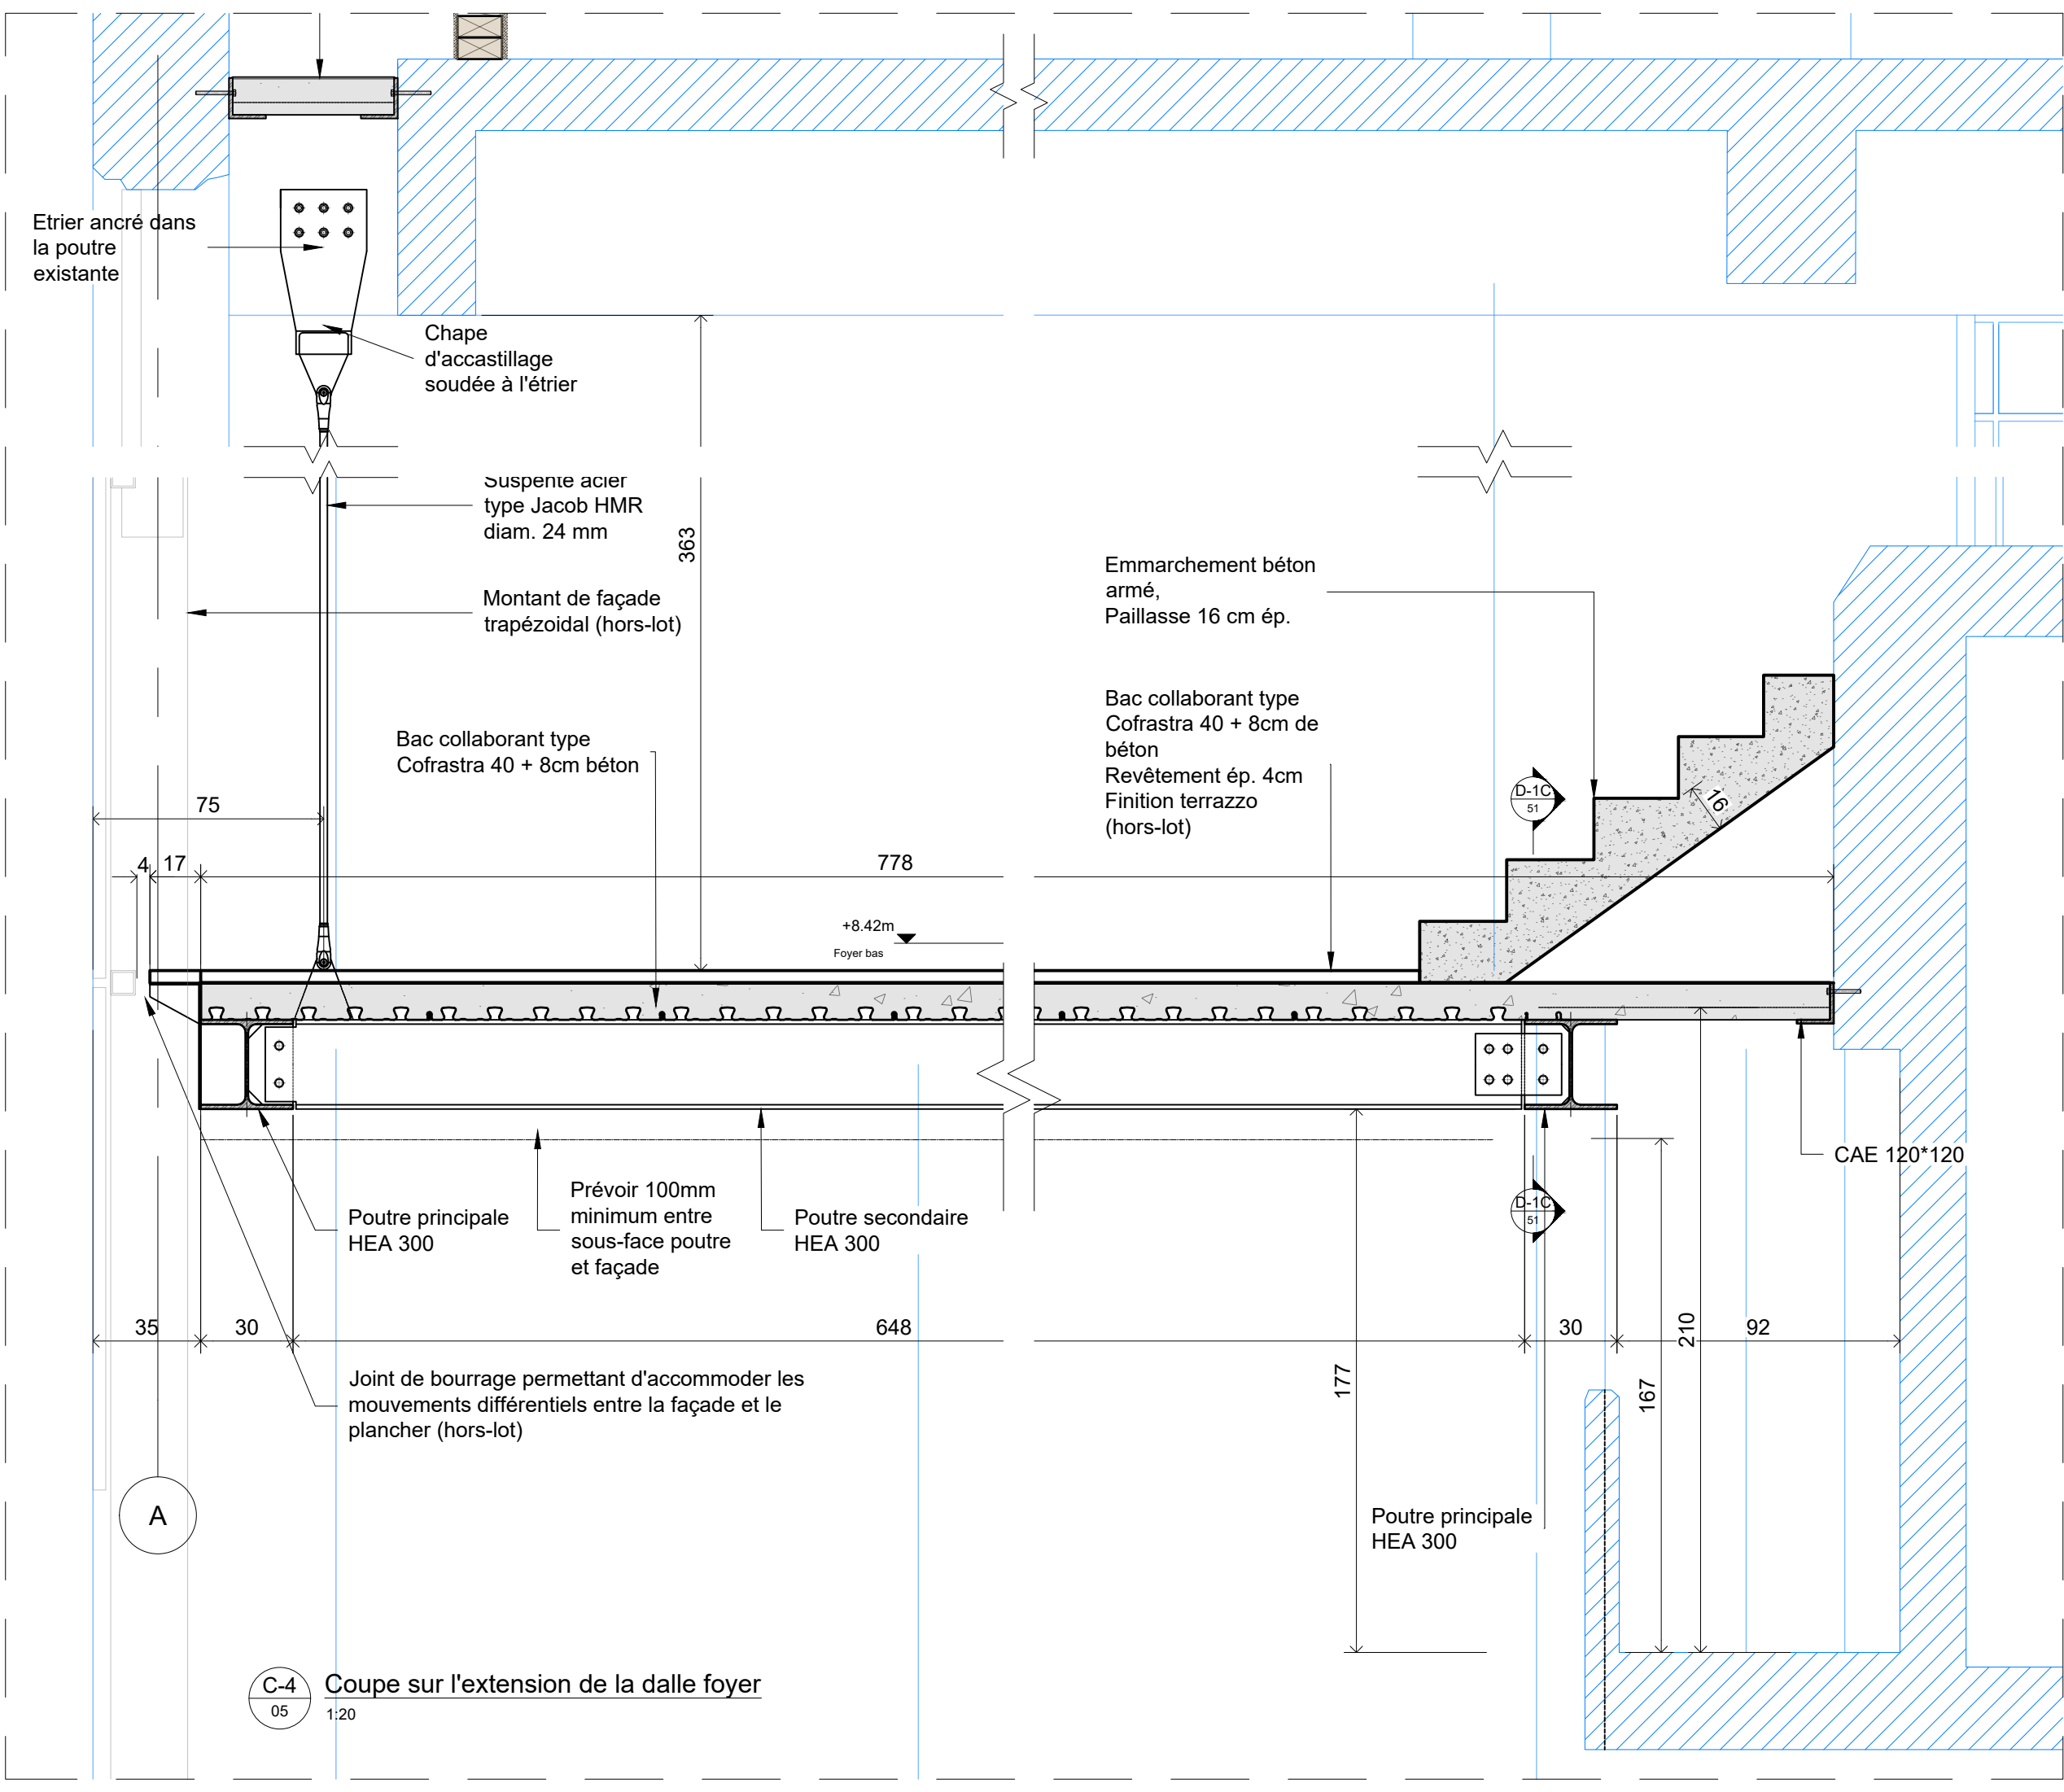 Etrier ancré dans
la poutre
existante
Chape
d'accastillage
soudée à l'étrier
Suspente acier
type Jacob HMR
diam. 24 mm
363
Montant de façade
trapézoidal (hors-lot)
Emmarchement béton
armé,
Paillasse 16 cm ép.
Bac collaborant type
Cofrastra 40 + 8cm de
béton
Revêtement ép. 4cm
Finition terrazzo
(hors-lot)
Bac collaborant type
Cofrastra 40 + 8cm béton
D-1C
51
16
75
4
17
778
+8.42m
Foyer bas
CAE 120*120
D-1C
51
Prévoir 100mm
minimum entre
sous-face poutre
et façade
Poutre principale
HEA 300
Poutre secondaire
HEA 300
35
30
648
30
92
210
177
167
Joint de bourrage permettant d'accommoder les
mouvements différentiels entre la façade et le
plancher (hors-lot)
A
Poutre principale
HEA 300
C-4
05
Coupe sur l'extension de la dalle foyer
1:20